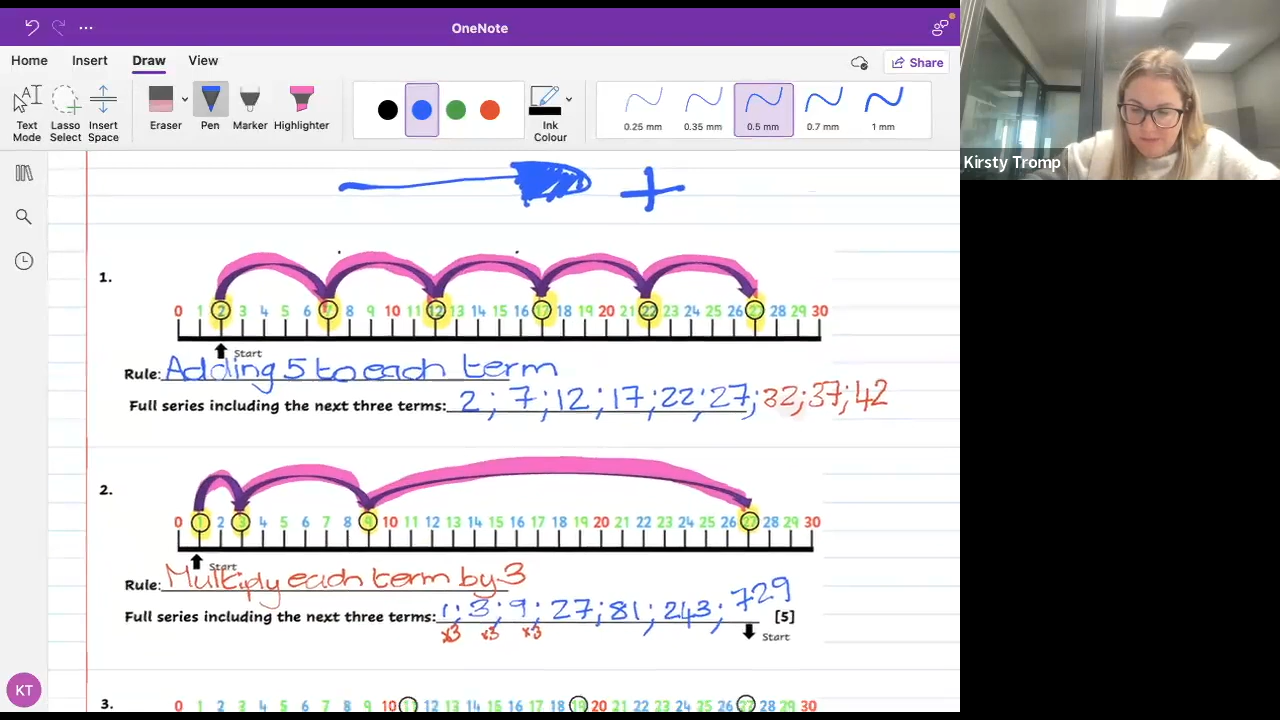 OneNote
Home Insert Draw View
Share
Text Mode
Lasso Select
Insert Space
Eraser
Pen
Marker
Highlighter
Ink Colour
0.25 mm 0.35 mm 0.5 mm 0.7 mm 1 mm
Kirsty Tromp
+
1.
0 1 2 3 4 5 6 7 8 9 10 11 12 13 14 15 16 17 18 19 20 21 22 23 24 25 26 27 28 29 30
Start
Rule: Adding 5 to each term
Full series including the next three terms: 2; 7; 12; 17; 22; 27; 32; 37; 42
2.
0 1 2 3 4 5 6 7 8 9 10 11 12 13 14 15 16 17 18 19 20 21 22 23 24 25 26 27 28 29 30
Start
Rule: Multiply each term by 3
Full series including the next three terms: 1; 3; 9; 27; 81; 243; 729 [5]
x3 x3 x3
Start
3.
0 1 2 3 4 5 6 7 8 9 10 11 12 13 14 15 16 17 18 19 20 21 22 23 24 25 26 27 28 29 30
KT